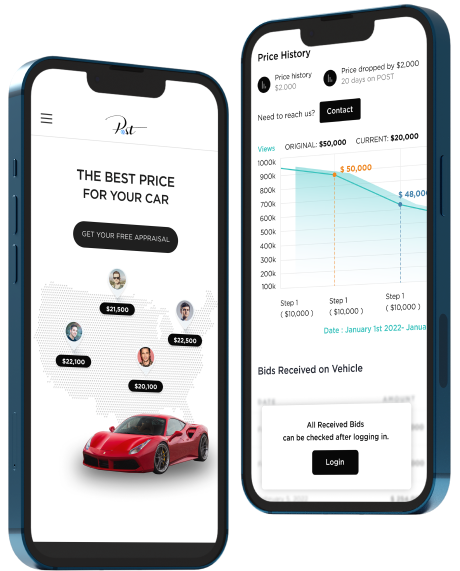 Post
THE BEST PRICE
FOR YOUR CAR
GET YOUR FREE APPRAISAL
$21,500
$22,500
$22,100
$20,100
Price History
Price history
$2,000
Price dropped by $2,000
20 days on POST
Need to reach us?
Contact
Views
ORIGINAL: $50,000
CURRENT: $20,000
1000k
900k
800k
700k
600k
500k
400k
300k
200k
100k
$ 50,000
$ 48,000
Step 1
( $10,000 )
Step 1
( $10,000 )
Step 1
( $10,000 )
Date : January 1st 2022- Janua
Bids Received on Vehicle
DATE
AMOUNT
All Received Bids
can be checked after logging in.
Login